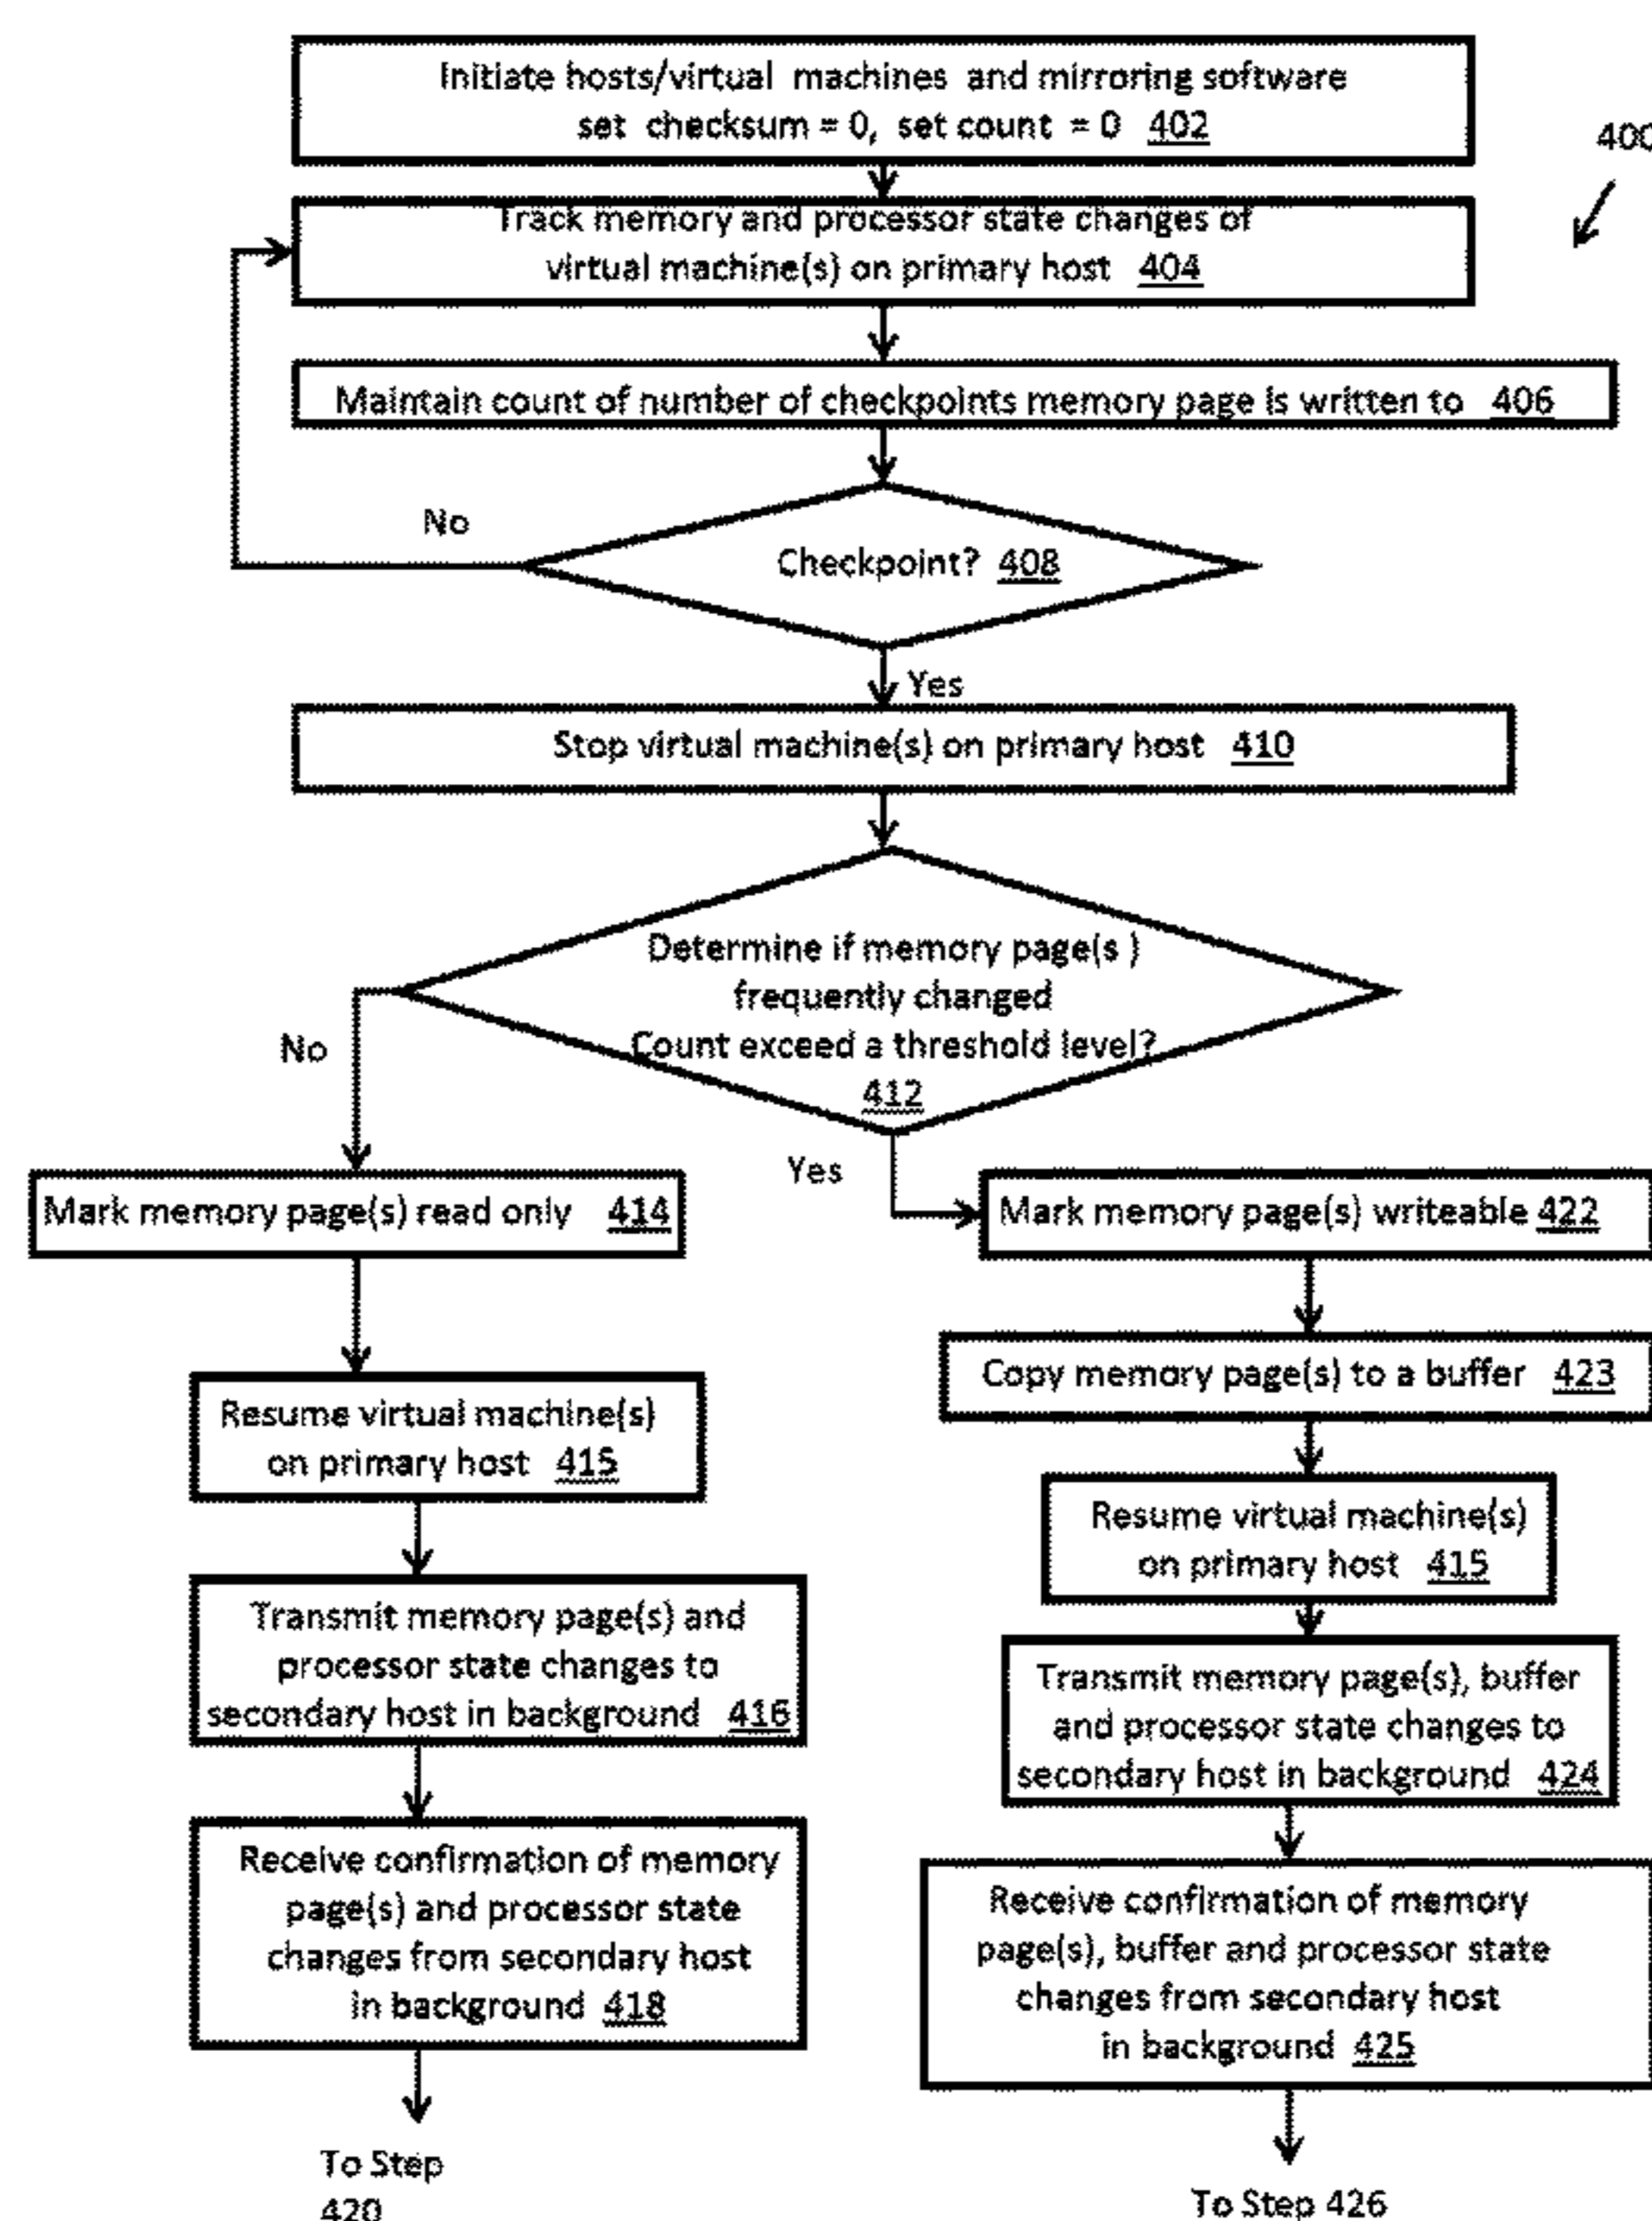 Initiate hosts/virtual machines and mirroring software
set checksum = 0, set count = 0 402
400
Track memory and processor state changes of
virtual machine(s) on primary host 404
Maintain count of number of checkpoints memory page is written to 406
No
Checkpoint? 408
Yes
Stop virtual machine(s) on primary host 410
Determine if memory page(s )
frequently changed
Count exceed a threshold level?
412
No
Yes
Mark memory page(s) read only 414
Mark memory page(s) writeable 422
Copy memory page(s) to a buffer 423
Resume virtual machine(s)
on primary host 415
Resume virtual machine(s)
on primary host 415
Transmit memory page(s) and
processor state changes to
secondary host in background 416
Transmit memory page(s), buffer
and processor state changes to
secondary host in background 424
Receive confirmation of memory
page(s) and processor state
changes from secondary host
in background 418
Receive confirmation of memory
page(s), buffer and processor state
changes from secondary host
in background 425
To Step
420
To Step 426